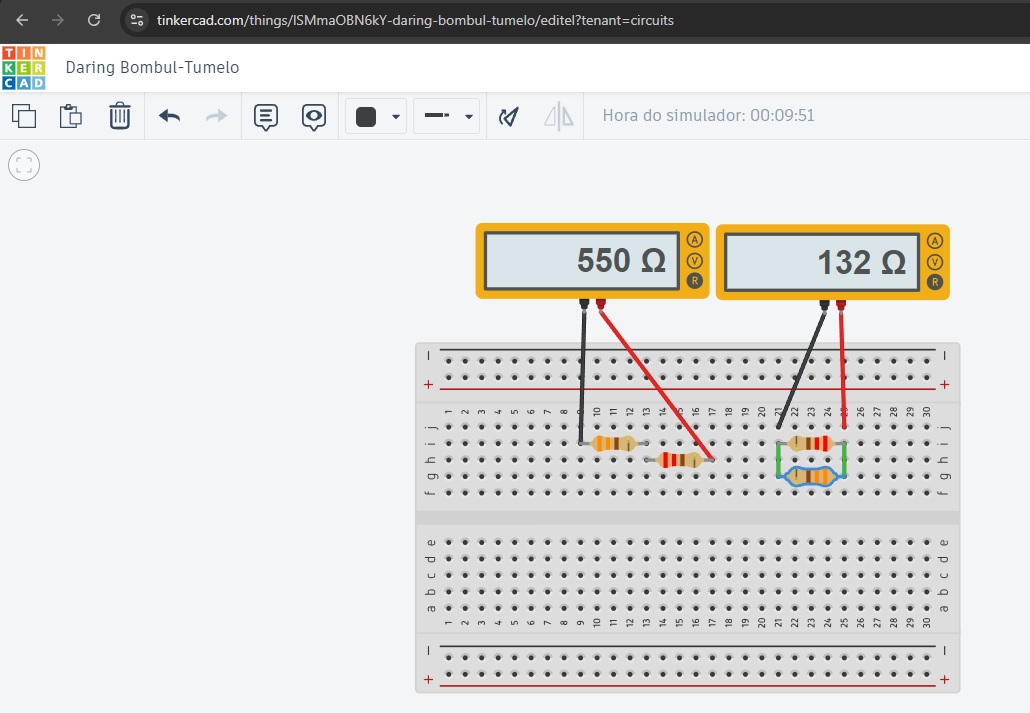 tinkercad.com/things/lSMmaOBN6kY-daring-bombul-tumelo/editel?tenant=circuits
TIN
KER
CAD
Daring Bombul-Tumelo
Hora do simulador: 00:09:51
550 Ω
A
V
R
132 Ω
A
V
R
+ +
1 2 3 4 5 6 7 8 9 10 11 12 13 14 15 16 17 18 19 20 21 22 23 24 25 26 27 28 29 30
j j
i i
h h
g g
f f
e e
d d
c c
b b
a a
1 2 3 4 5 6 7 8 9 10 11 12 13 14 15 16 17 18 19 20 21 22 23 24 25 26 27 28 29 30
+ +